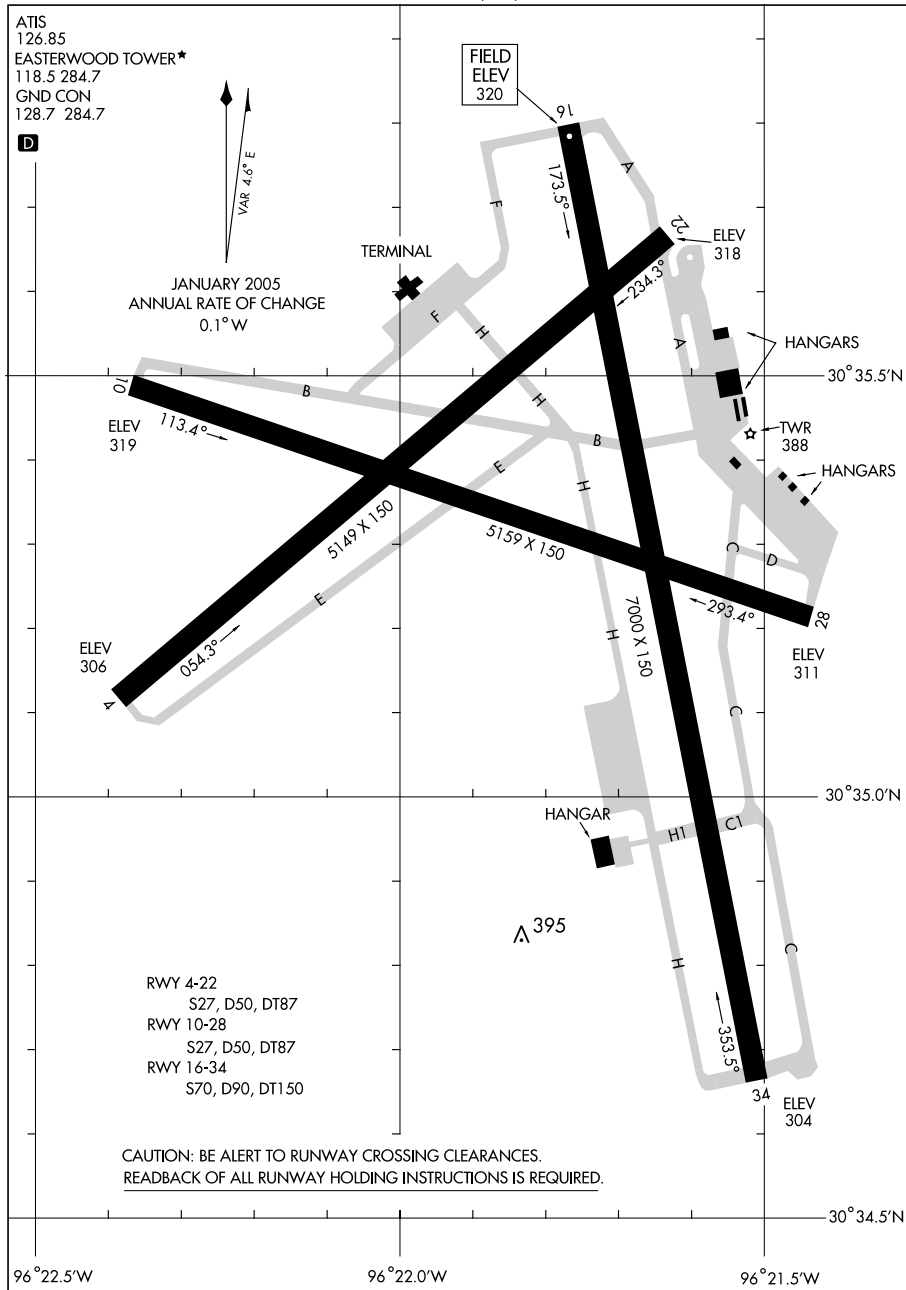 ATIS
126.85
EASTERWOOD TOWER★
118.5 284.7
GND CON
128.7 284.7
D
VAR 4.6° E
JANUARY 2005
ANNUAL RATE OF CHANGE
0.1° W
FIELD
ELEV
320
16
173.5°
A
F
22
ELEV
318
234.3°
TERMINAL
F
H
A
HANGARS
30°35.5'N
10
B
H
ELEV
319
113.4°
B
TWR
388
E
H
HANGARS
5149 X 150
5159 X 150
C
D
E
293.4°
28
7000 X 150
H
ELEV
306
054.3°
ELEV
311
4
C
30°35.0'N
HANGAR
H1
C1
395
H
C
RWY 4-22
S27, D50, DT87
RWY 10-28
S27, D50, DT87
RWY 16-34
S70, D90, DT150
353.5°
34
ELEV
304
CAUTION: BE ALERT TO RUNWAY CROSSING CLEARANCES.
READBACK OF ALL RUNWAY HOLDING INSTRUCTIONS IS REQUIRED.
30°34.5'N
96°22.5'W
96°22.0'W
96°21.5'W